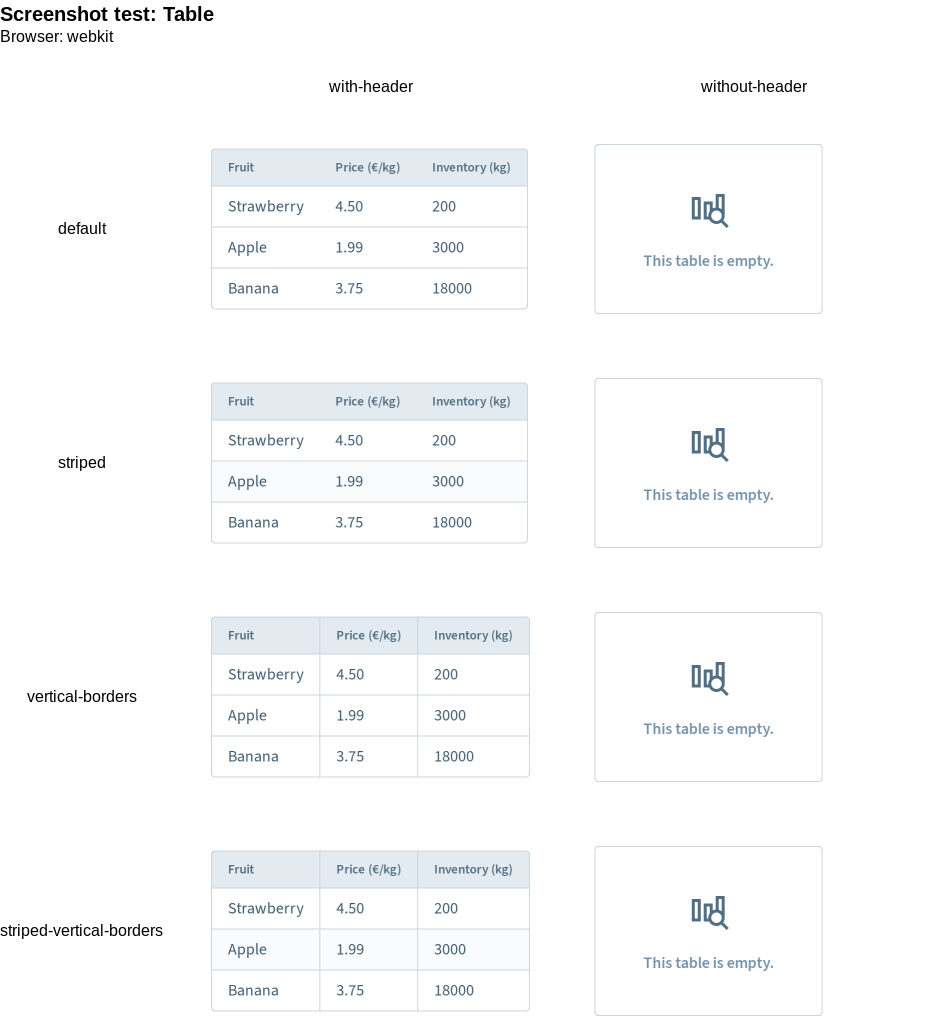 Screenshot test: Table
Browser: webkit
with-header without-header
default
Fruit Price (€/kg) Inventory (kg)
Strawberry 4.50 200
Apple 1.99 3000
Banana 3.75 18000
This table is empty.
striped
Fruit Price (€/kg) Inventory (kg)
Strawberry 4.50 200
Apple 1.99 3000
Banana 3.75 18000
This table is empty.
vertical-borders
Fruit Price (€/kg) Inventory (kg)
Strawberry 4.50 200
Apple 1.99 3000
Banana 3.75 18000
This table is empty.
striped-vertical-borders
Fruit Price (€/kg) Inventory (kg)
Strawberry 4.50 200
Apple 1.99 3000
Banana 3.75 18000
This table is empty.